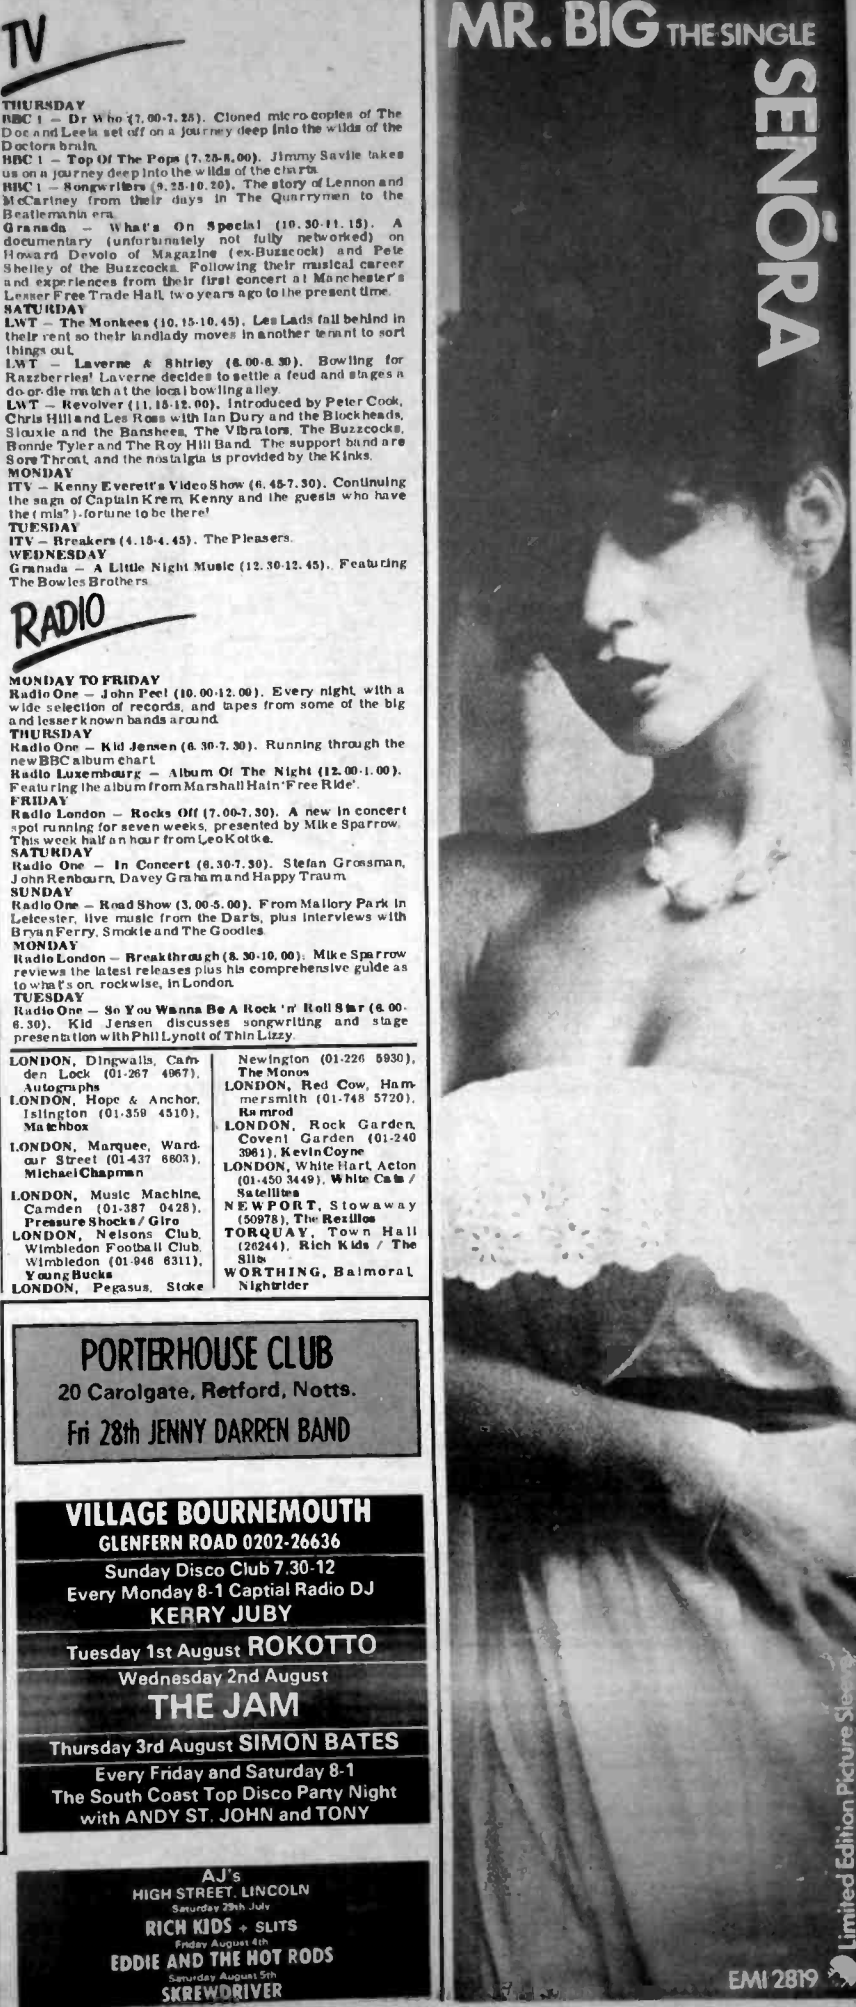 TV
THURSDAY
BBC 1 — Dr Who (7.00-7.25). Cloned micro copies of The
Doc and Leela set off on a journey deep into the wilds of the
Doctors brain.
BBC 1 — Top Of The Pops (7.25-8.00). Jimmy Savile takes
us on a journey deep into the wilds of the charts.
BBC 1 — Songwriters (9.25-10.20). The story of Lennon and
McCartney from their days in The Quarrymen to the
Beatlemania era.
Granada — What's On Special (10.30-11.15). A
documentary (unfortunately not fully networked) on
Howard Devoto of Magazine (ex-Buzzcock) and Pete
Shelley of the Buzzcocks. Following their musical career
and experiences from their first concert at Manchester's
Lesser Free Trade Hall, two years ago to the present time.
SATURDAY
LWT — The Monkees (10.15-10.45). Les Lads fall behind in
their rent so their landlady moves in another tenant to sort
things out.
LWT — Laverne & Shirley (6.00-6.30). Bowling for
Razzberries! Laverne decides to settle a feud and stages a
do-or-die match at the local bowling alley.
LWT — Revolver (11.15-12.00). Introduced by Peter Cook,
Chris Hill and Les Ross with Ian Dury and the Blockheads,
Siouxie and the Banshees, The Vibrators, The Buzzcocks,
Bonnie Tyler and The Roy Hill Band. The support band are
Sore Throat, and the nostalgia is provided by the Kinks.
MONDAY
ITV — Kenny Everett's Video Show (6.45-7.30). Continuing
the saga of Captain Krem, Kenny and the guests who have
the (mis?)-fortune to be there!
TUESDAY
ITV — Breakers (4.15-4.45). The Pleasers.
WEDNESDAY
Granada — A Little Night Music (12.30-12.45). Featuring
The Bowles Brothers.
RADIO
MONDAY TO FRIDAY
Radio One — John Peel (10.00-12.00). Every night, with a
wide selection of records, and tapes from some of the big
and lesser known bands around.
THURSDAY
Radio One — Kid Jensen (6.30-7.30). Running through the
new BBC album chart.
Radio Luxembourg — Album Of The Night (12.00-1.00).
Featuring the album from Marshall Hain 'Free Ride'.
FRIDAY
Radio London — Rocks Off (7.00-7.30). A new in concert
spot running for seven weeks, presented by Mike Sparrow.
This week half an hour from Leo Kottke.
SATURDAY
Radio One — In Concert (6.30-7.30). Stefan Grossman,
John Renbourn, Davey Graham and Happy Traum.
SUNDAY
Radio One — Road Show (3.00-5.00). From Mallory Park in
Leicester, live music from the Darts, plus interviews with
Bryan Ferry, Smokie and The Goodies.
MONDAY
Radio London — Breakthrough (8.30-10.00). Mike Sparrow
reviews the latest releases plus his comprehensive guide as
to what's on, rockwise, in London.
TUESDAY
Radio One — So You Wanna Be A Rock 'n' Roll Star (6.00-
6.30). Kid Jensen discusses songwriting and stage
presentation with Phil Lynott of Thin Lizzy.
LONDON, Dingwalls, Cam-
den Lock (01-267 4967),
Autographs
LONDON, Hope & Anchor,
Islington (01-359 4510),
Matchbox
LONDON, Marquee, Ward-
our Street (01-437 6603),
Michael Chapman
LONDON, Music Machine,
Camden (01-387 0428),
Pressure Shocks / Giro
LONDON, Nelsons Club,
Wimbledon Football Club,
Wimbledon (01-946 6311),
Young Bucks
LONDON, Pegasus, Stoke
Newington (01-226 5930),
The Monos
LONDON, Red Cow, Ham-
mersmith (01-748 5720),
Ramrod
LONDON, Rock Garden,
Covent Garden (01-240
3961), Kevin Coyne
LONDON, White Hart, Acton
(01-450 3449), White Cats /
Satellites
NEWPORT, Stowaway
(50978), The Rezillos
TORQUAY, Town Hall
(26244), Rich Kids / The
Slits
WORTHING, Balmoral,
Nightrider
PORTERHOUSE CLUB
20 Carolgate, Retford, Notts.
Fri 28th JENNY DARREN BAND
VILLAGE BOURNEMOUTH
GLENFERN ROAD 0202-26636
Sunday Disco Club 7.30-12
Every Monday 8-1 Captial Radio DJ
KERRY JUBY
Tuesday 1st August ROKOTTO
Wednesday 2nd August
THE JAM
Thursday 3rd August SIMON BATES
Every Friday and Saturday 8-1
The South Coast Top Disco Party Night
with ANDY ST. JOHN and TONY
AJ's
HIGH STREET, LINCOLN
Saturday 29th July
RICH KIDS + SLITS
Friday August 4th
EDDIE AND THE HOT RODS
Saturday August 5th
SKREWDRIVER
MR. BIG THE SINGLE
SEÑORA
Limited Edition Picture Sleeve
EMI 2819